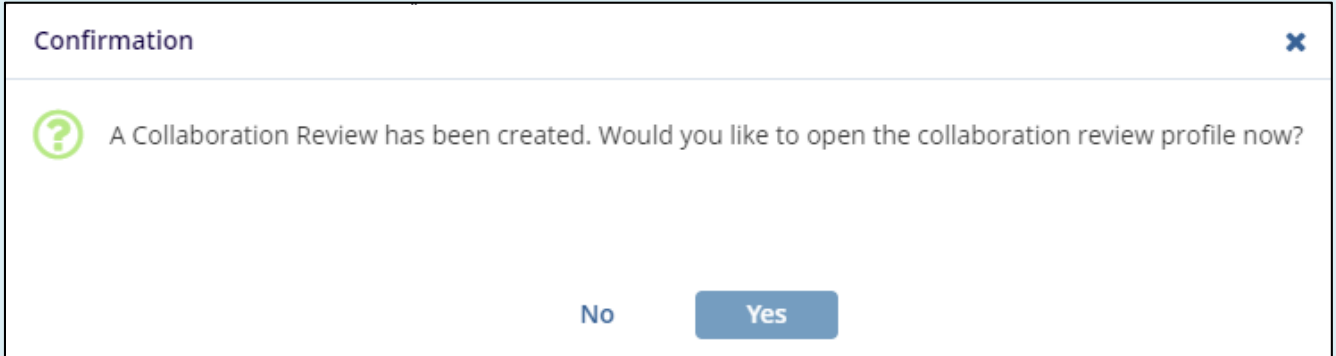 Confirmation
A Collaboration Review has been created. Would you like to open the collaboration review profile now?
No
Yes